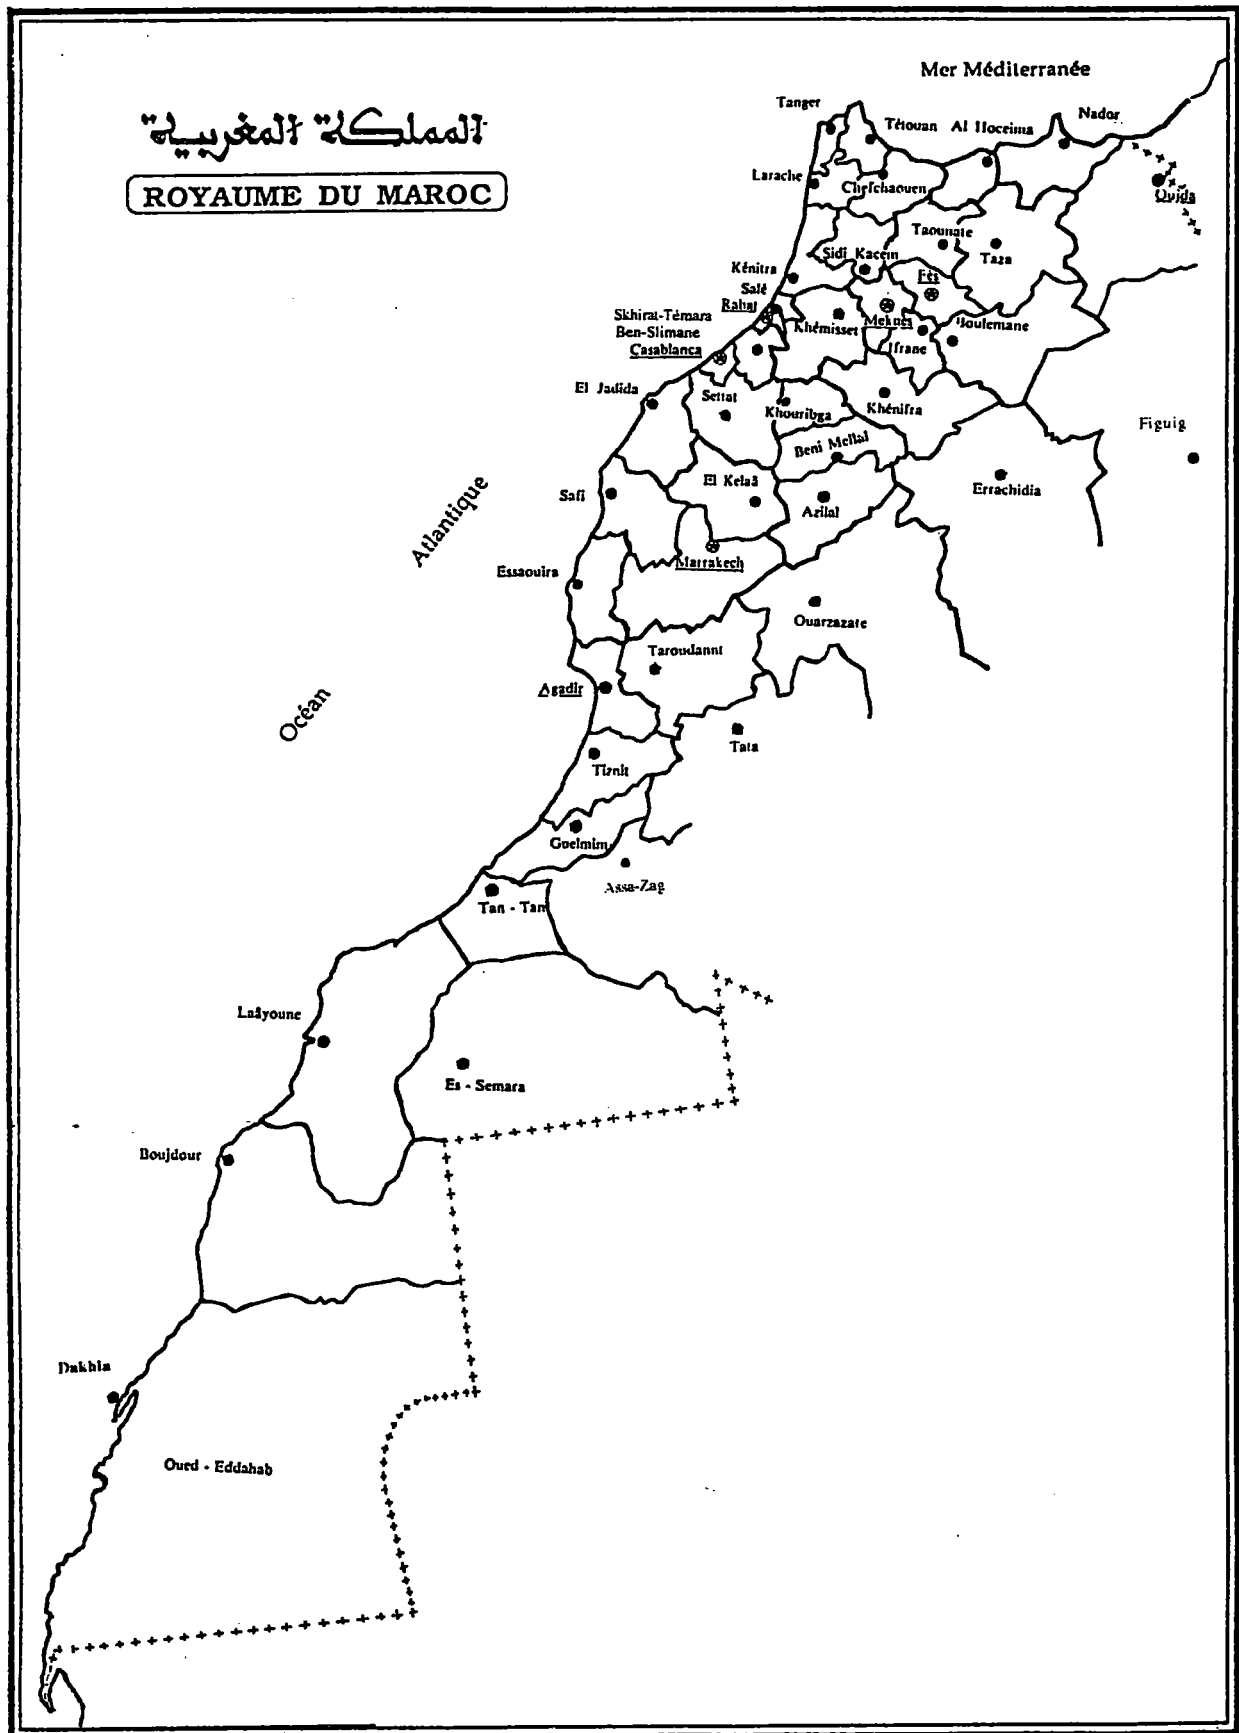 Mer Méditerranée
المملكة المغربية
ROYAUME DU MAROC
Tanger
Nador
Tétouan
Al Hoceima
Larache
Chefchaouen
Oujda
Taounate
Taza
Sidi Kacem
Kénitra
Fès
Salé
Rabat
Skhirat-Témara
Khémisset
Meknès
Boulemane
Ben-Slimane
Ifrane
Casablanca
El Jadida
Settat
Khouribga
Khénifra
Figuig
Beni Mellal
El Kelaâ
Errachidia
Safi
Azilal
Atlantique
Marrakech
Essaouira
Ouarzazate
Taroudannt
Agadir
Océan
Tata
Tiznit
Guelmim
Assa-Zag
Tan - Tan
Laâyoune
Es - Semara
Boujdour
Dakhla
Oued - Eddahab